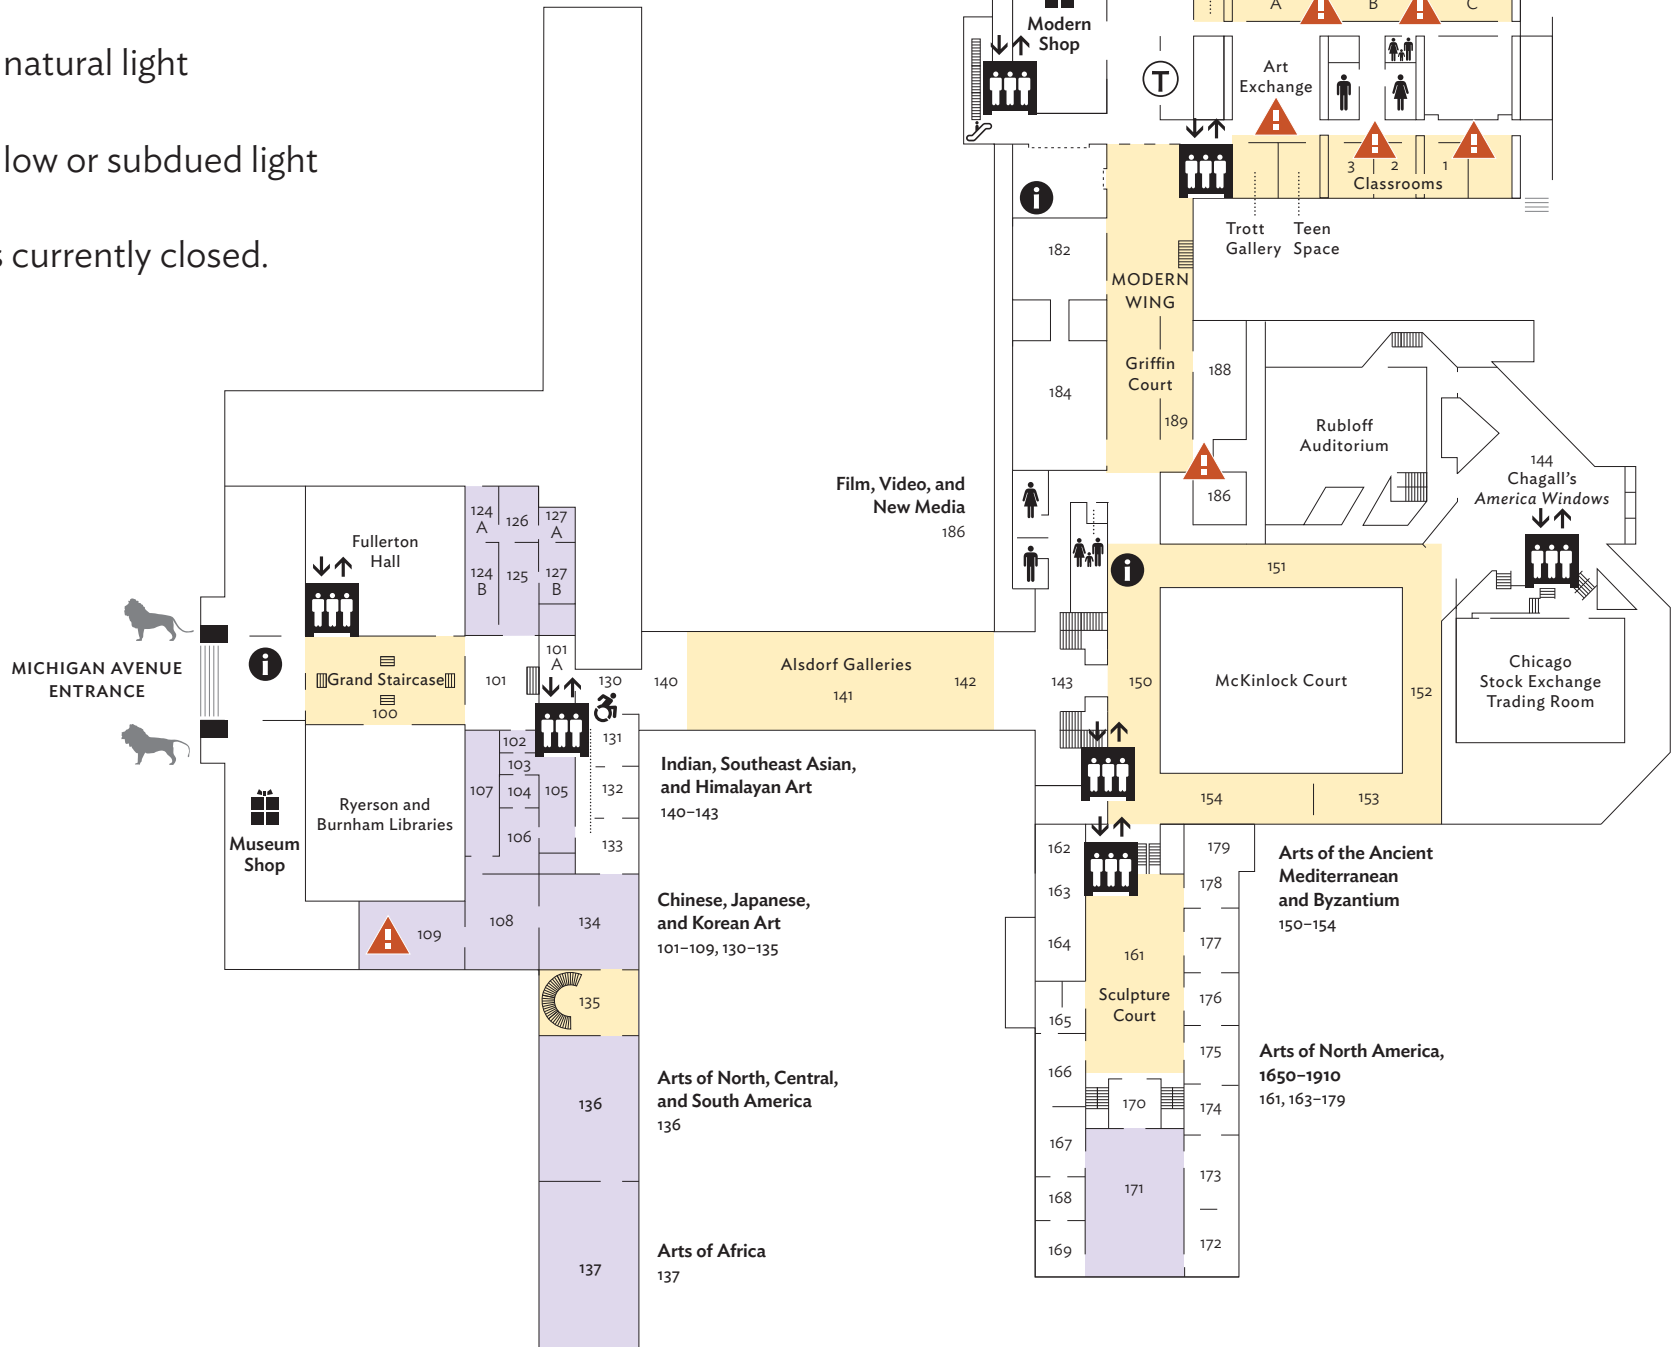 natural light
low or subdued light
s currently closed.
Modern
Shop
A
B
C
T
Art
Exchange
3
2
1
Classrooms
Trott
Gallery
Teen
Space
i
182
MODERN
WING
Griffin
Court
184
188
189
186
Rubloff
Auditorium
144
Chagall's
America Windows
Film, Video, and
New Media
186
Fullerton
Hall
124
A
126
127
A
124
B
125
127
B
MICHIGAN AVENUE
ENTRANCE
i
Grand Staircase
100
101
101
A
130
140
Alsdorf Galleries
141
142
143
i
150
151
152
McKinlock Court
153
154
Chicago
Stock Exchange
Trading Room
Museum
Shop
Ryerson and
Burnham Libraries
102
103
104
105
106
107
108
109
131
132
133
134
135
136
137
Indian, Southeast Asian,
and Himalayan Art
140–143
Chinese, Japanese,
and Korean Art
101–109, 130–135
Arts of North, Central,
and South America
136
Arts of Africa
137
162
163
164
165
166
167
168
169
161
Sculpture
Court
170
171
179
178
177
176
175
174
173
172
Arts of the Ancient
Mediterranean
and Byzantium
150–154
Arts of North America,
1650–1910
161, 163–179